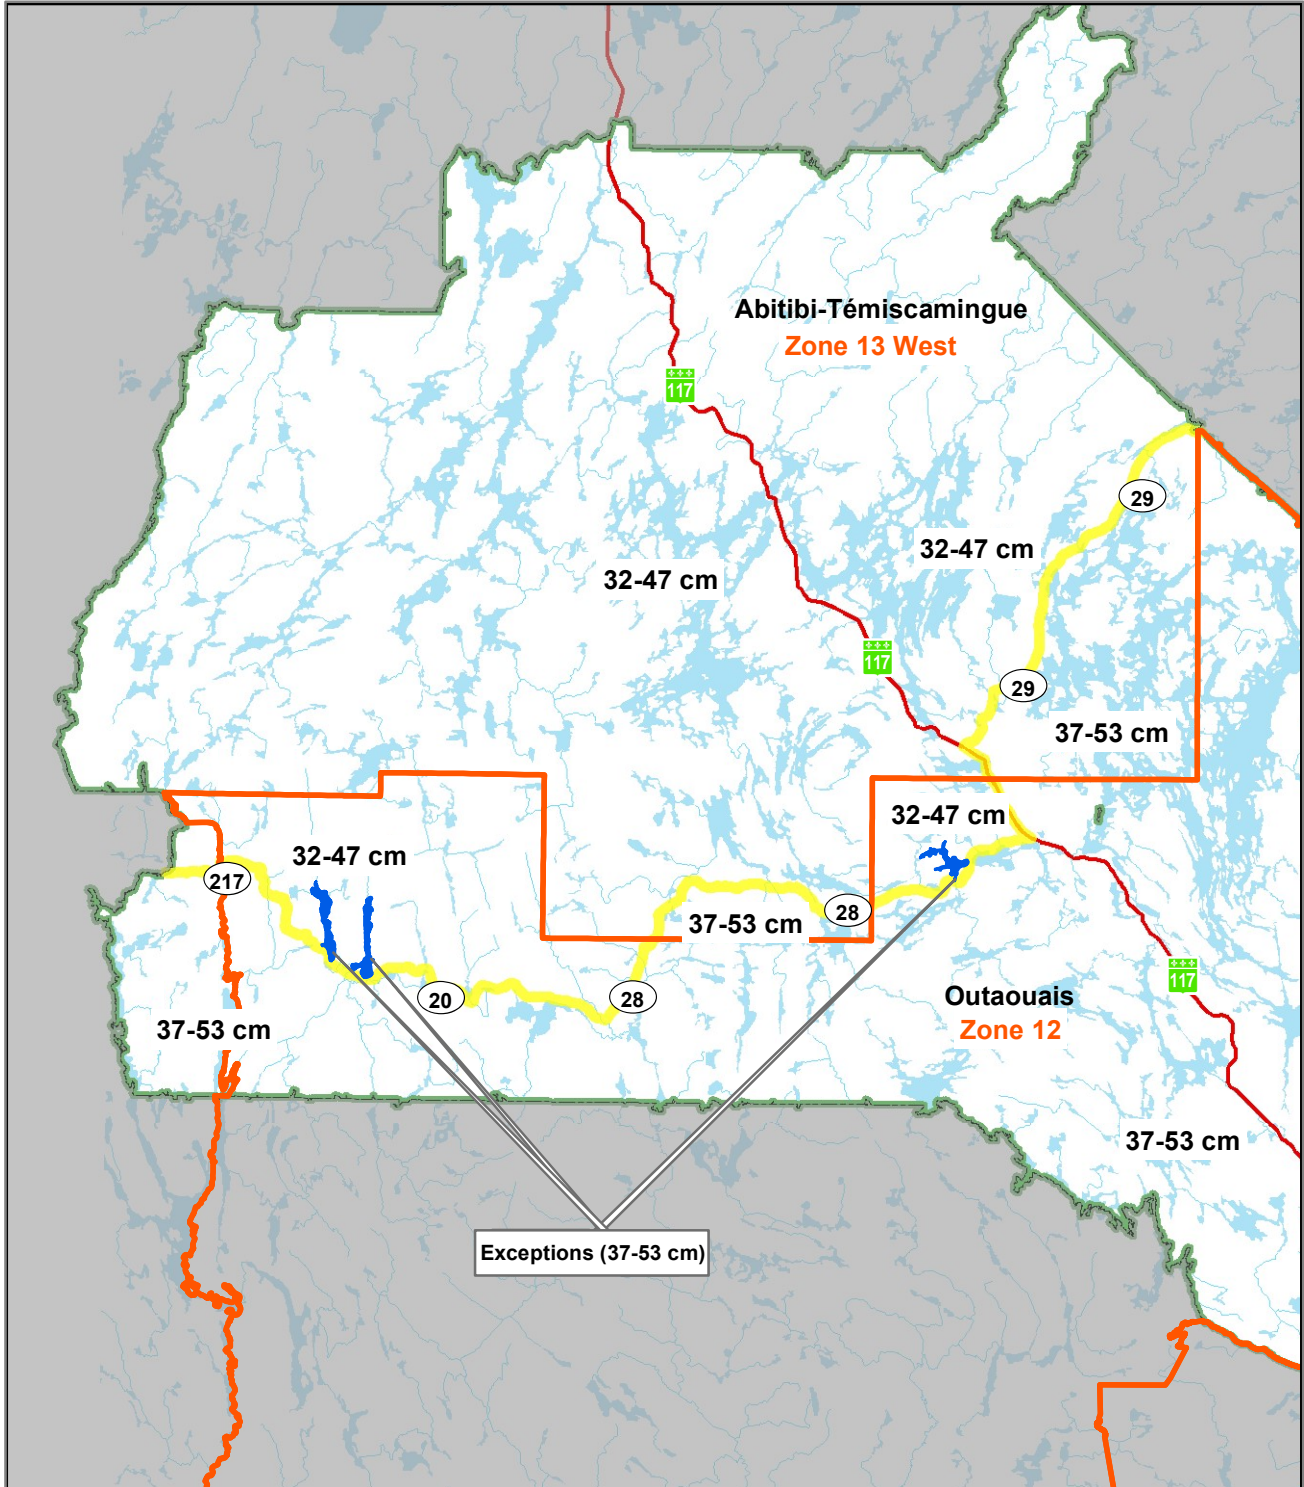 Abitibi-Témiscamingue
Zone 13 West
117
29
32-47 cm
32-47 cm
117
29
37-53 cm
32-47 cm
32-47 cm
217
28
37-53 cm
117
20
28
Outaouais
Zone 12
37-53 cm
37-53 cm
Exceptions (37-53 cm)